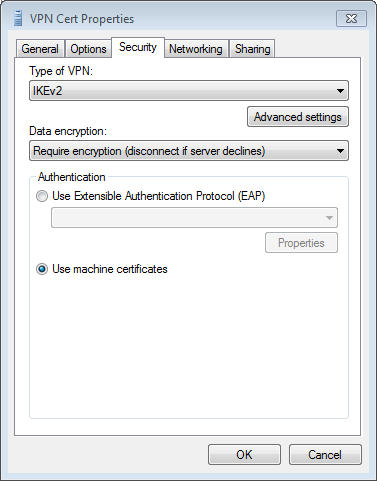 VPN Cert Properties
General Options Security Networking Sharing
Type of VPN:
IKEv2
Advanced settings
Data encryption:
Require encryption (disconnect if server declines)
Authentication
Use Extensible Authentication Protocol (EAP)
Properties
Use machine certificates
OK Cancel